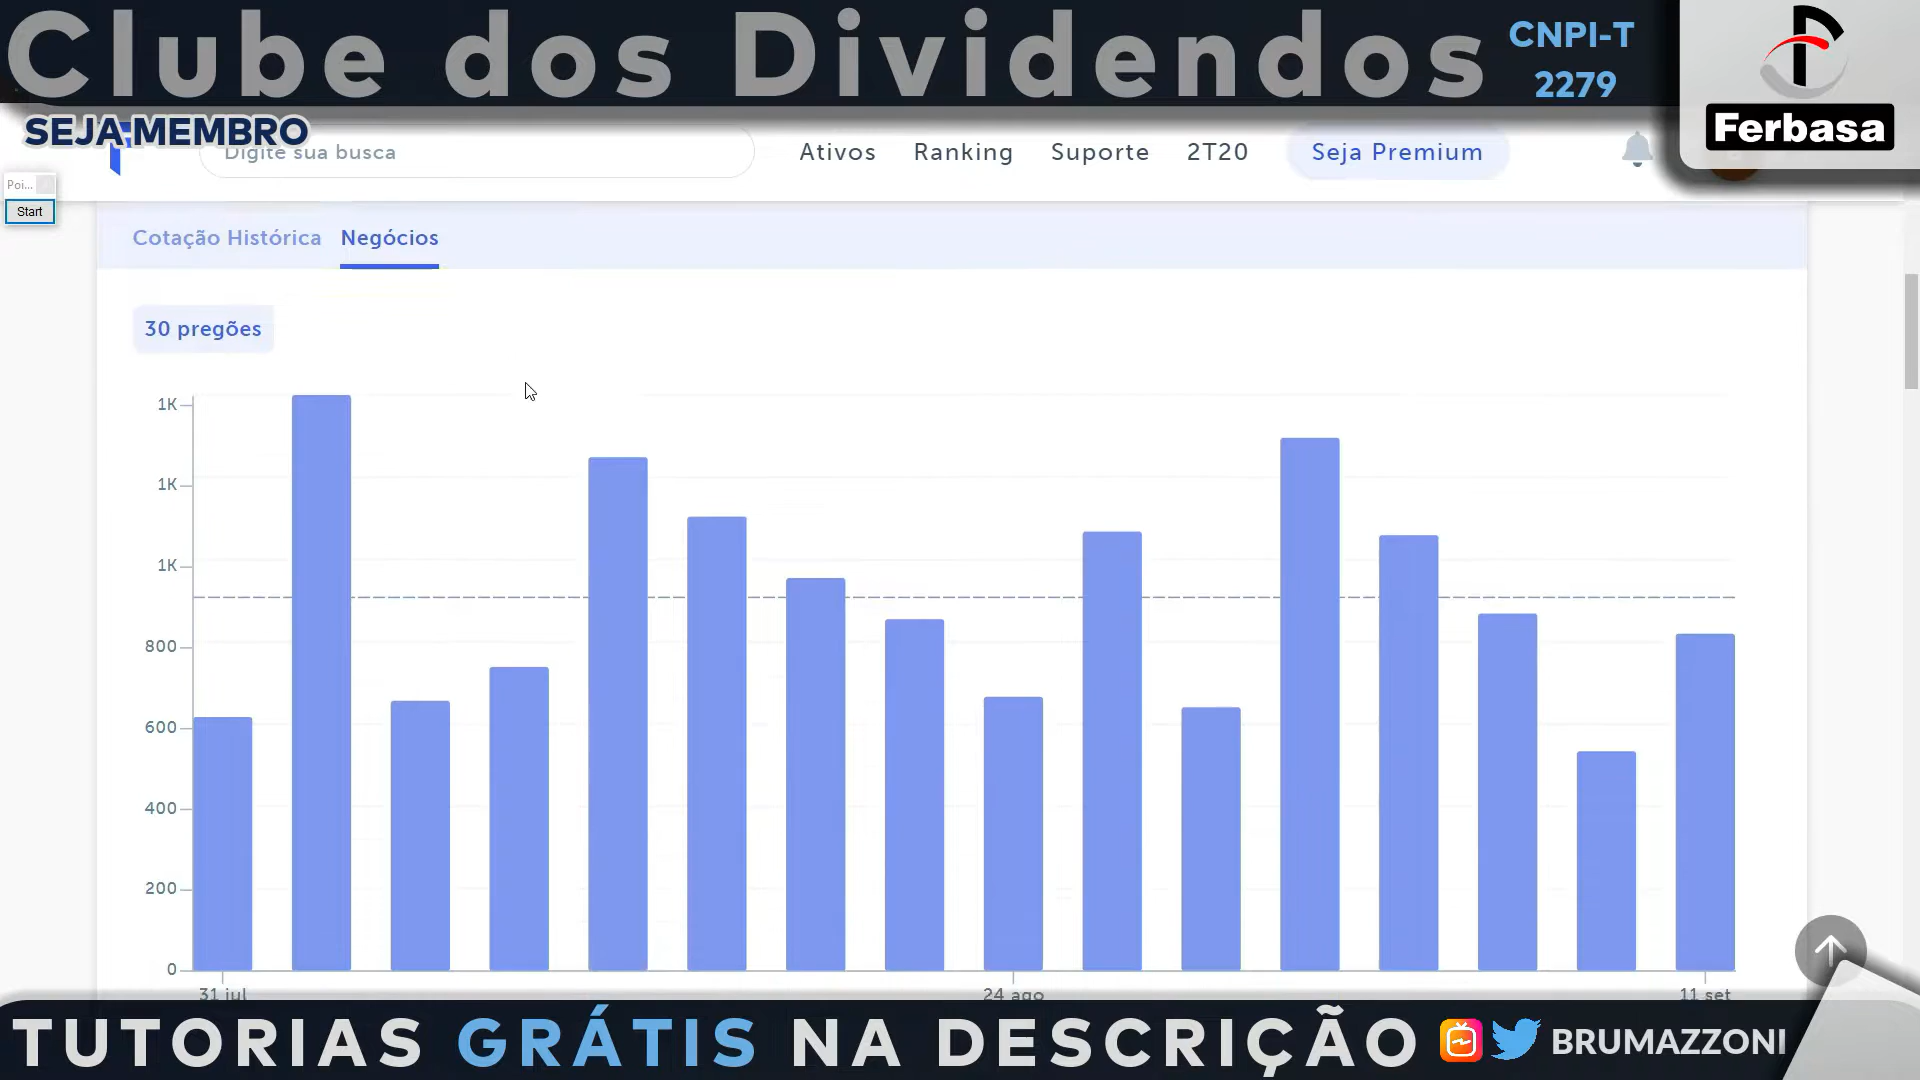 Clube dos Dividendos
CNPI-T
2279
Ferbasa
SEJA MEMBRO
Digite sua busca
Ativos
Ranking
Suporte
2T20
Seja Premium
Poi...
Start
Cotação Histórica
Negócios
30 pregões
1K
1K
1K
800
600
400
200
0
31 jul
24 ago
11 set
TUTORIAS GRÁTIS NA DESCRIÇÃO
BRUMAZZONI